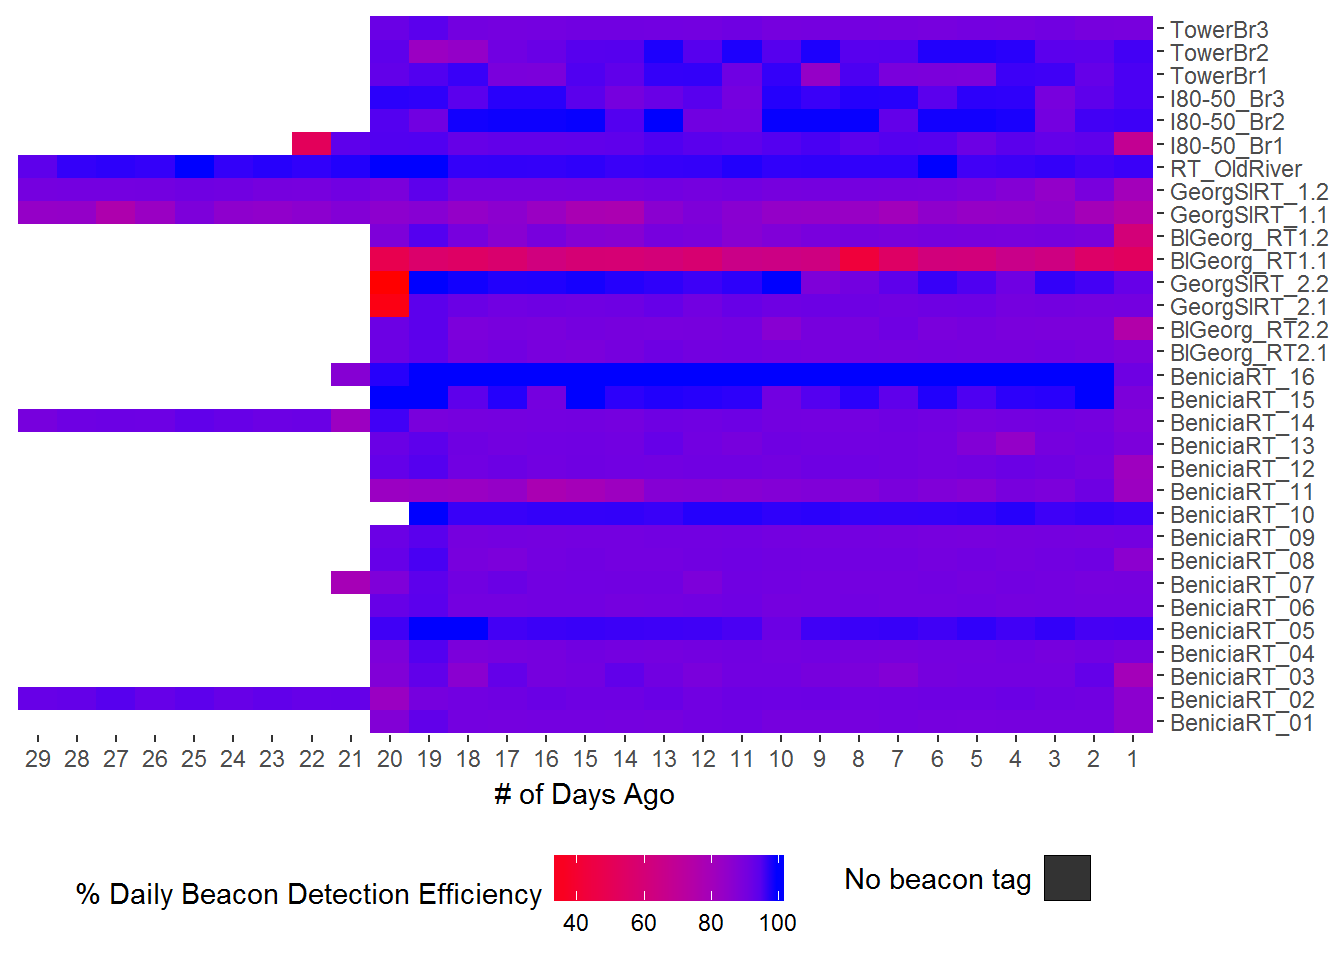 TowerBr3
TowerBr2
TowerBr1
I80-50_Br3
I80-50_Br2
I80-50_Br1
RT_OldRiver
GeorgSlRT_1.2
GeorgSlRT_1.1
BlGeorg_RT1.2
BlGeorg_RT1.1
GeorgSlRT_2.2
GeorgSlRT_2.1
BlGeorg_RT2.2
BlGeorg_RT2.1
BeniciaRT_16
BeniciaRT_15
BeniciaRT_14
BeniciaRT_13
BeniciaRT_12
BeniciaRT_11
BeniciaRT_10
BeniciaRT_09
BeniciaRT_08
BeniciaRT_07
BeniciaRT_06
BeniciaRT_05
BeniciaRT_04
BeniciaRT_03
BeniciaRT_02
BeniciaRT_01
29 28 27 26 25 24 23 22 21 20 19 18 17 16 15 14 13 12 11 10 9 8 7 6 5 4 3 2 1
# of Days Ago
% Daily Beacon Detection Efficiency
40 60 80 100
No beacon tag